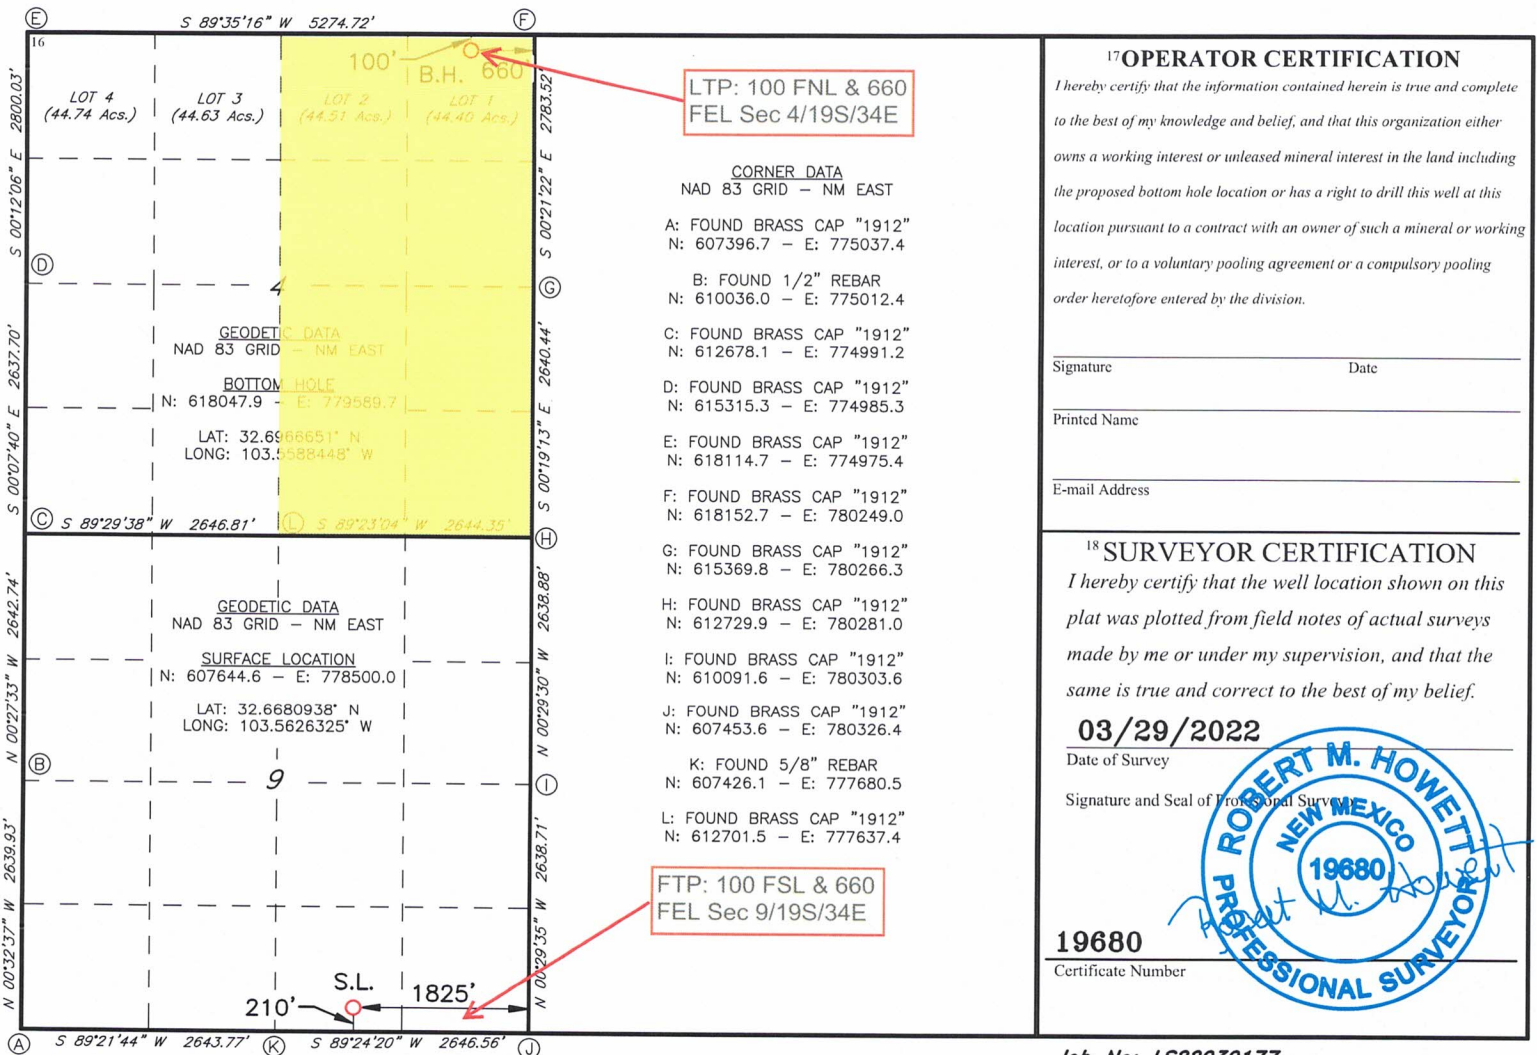 E
S 89°35'16" W 5274.72'
F
16
100'
B.H. 660'
LOT 4
(44.74 Acs.)
LOT 3
(44.63 Acs.)
LOT 2
(44.51 Acs.)
LOT 1
(44.40 Acs.)
S 00°12'06" E 2800.03'
S 00°21'22" E 2783.52'
D
4
G
GEODETIC DATA
NAD 83 GRID – NM EAST
BOTTOM HOLE
N: 618047.9 – E: 779589.7
LAT: 32.6966651° N
LONG: 103.5588448° W
S 00°07'40" E 2637.70'
S 00°19'13" E 2640.44'
C
S 89°29'38" W 2646.81'
L
S 89°23'04" W 2644.35'
H
GEODETIC DATA
NAD 83 GRID – NM EAST
SURFACE LOCATION
N: 607644.6 – E: 778500.0
LAT: 32.6680938° N
LONG: 103.5626325° W
N 00°27'33" W 2642.74'
N 00°29'30" W 2638.88'
B
9
I
N 00°32'37" W 2639.93'
N 00°29'35" W 2638.71'
S.L.
210'
1825'
A
S 89°21'44" W 2643.77'
K
S 89°24'20" W 2646.56'
J
LTP: 100 FNL & 660
FEL Sec 4/19S/34E
CORNER DATA
NAD 83 GRID – NM EAST
A: FOUND BRASS CAP "1912"
N: 607396.7 – E: 775037.4
B: FOUND 1/2" REBAR
N: 610036.0 – E: 775012.4
C: FOUND BRASS CAP "1912"
N: 612678.1 – E: 774991.2
D: FOUND BRASS CAP "1912"
N: 615315.3 – E: 774985.3
E: FOUND BRASS CAP "1912"
N: 618114.7 – E: 774975.4
F: FOUND BRASS CAP "1912"
N: 618152.7 – E: 780249.0
G: FOUND BRASS CAP "1912"
N: 615369.8 – E: 780266.3
H: FOUND BRASS CAP "1912"
N: 612729.9 – E: 780281.0
I: FOUND BRASS CAP "1912"
N: 610091.6 – E: 780303.6
J: FOUND BRASS CAP "1912"
N: 607453.6 – E: 780326.4
K: FOUND 5/8" REBAR
N: 607426.1 – E: 777680.5
L: FOUND BRASS CAP "1912"
N: 612701.5 – E: 777637.4
FTP: 100 FSL & 660
FEL Sec 9/19S/34E
17 OPERATOR CERTIFICATION
I hereby certify that the information contained herein is true and complete
to the best of my knowledge and belief, and that this organization either
owns a working interest or unleased mineral interest in the land including
the proposed bottom hole location or has a right to drill this well at this
location pursuant to a contract with an owner of such a mineral or working
interest, or to a voluntary pooling agreement or a compulsory pooling
order heretofore entered by the division.
Signature Date
Printed Name
E-mail Address
18 SURVEYOR CERTIFICATION
I hereby certify that the well location shown on this
plat was plotted from field notes of actual surveys
made by me or under my supervision, and that the
same is true and correct to the best of my belief.
03/29/2022
Date of Survey
Signature and Seal of Professional Surveyor
ROBERT M. HOWETT
NEW MEXICO
19680
PROFESSIONAL SURVEYOR
Robert M. Howett
19680
Certificate Number